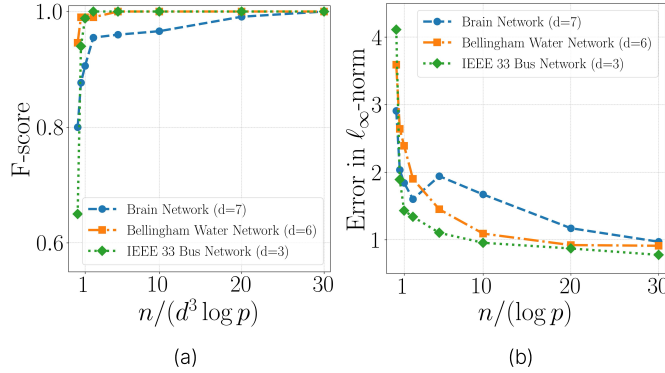 1.0
0.8
0.6
F-score
Brain Network (d=7)
Bellingham Water Network (d=6)
IEEE 33 Bus Network (d=3)
1 10 20 30
n/(d³ log p)
(a)
4
3
2
1
Error in ℓ∞-norm
Brain Network (d=7)
Bellingham Water Network (d=6)
IEEE 33 Bus Network (d=3)
1 10 20 30
n/(log p)
(b)